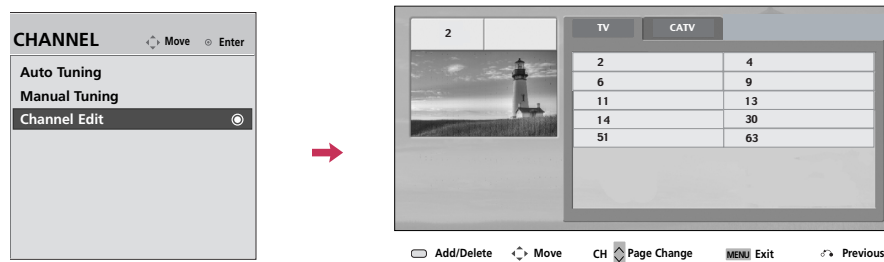 CHANNEL Move Enter
Auto Tuning
Manual Tuning
Channel Edit
2
TV CATV
2 4
6 9
11 13
14 30
51 63
Add/Delete Move CH Page Change MENU Exit Previous